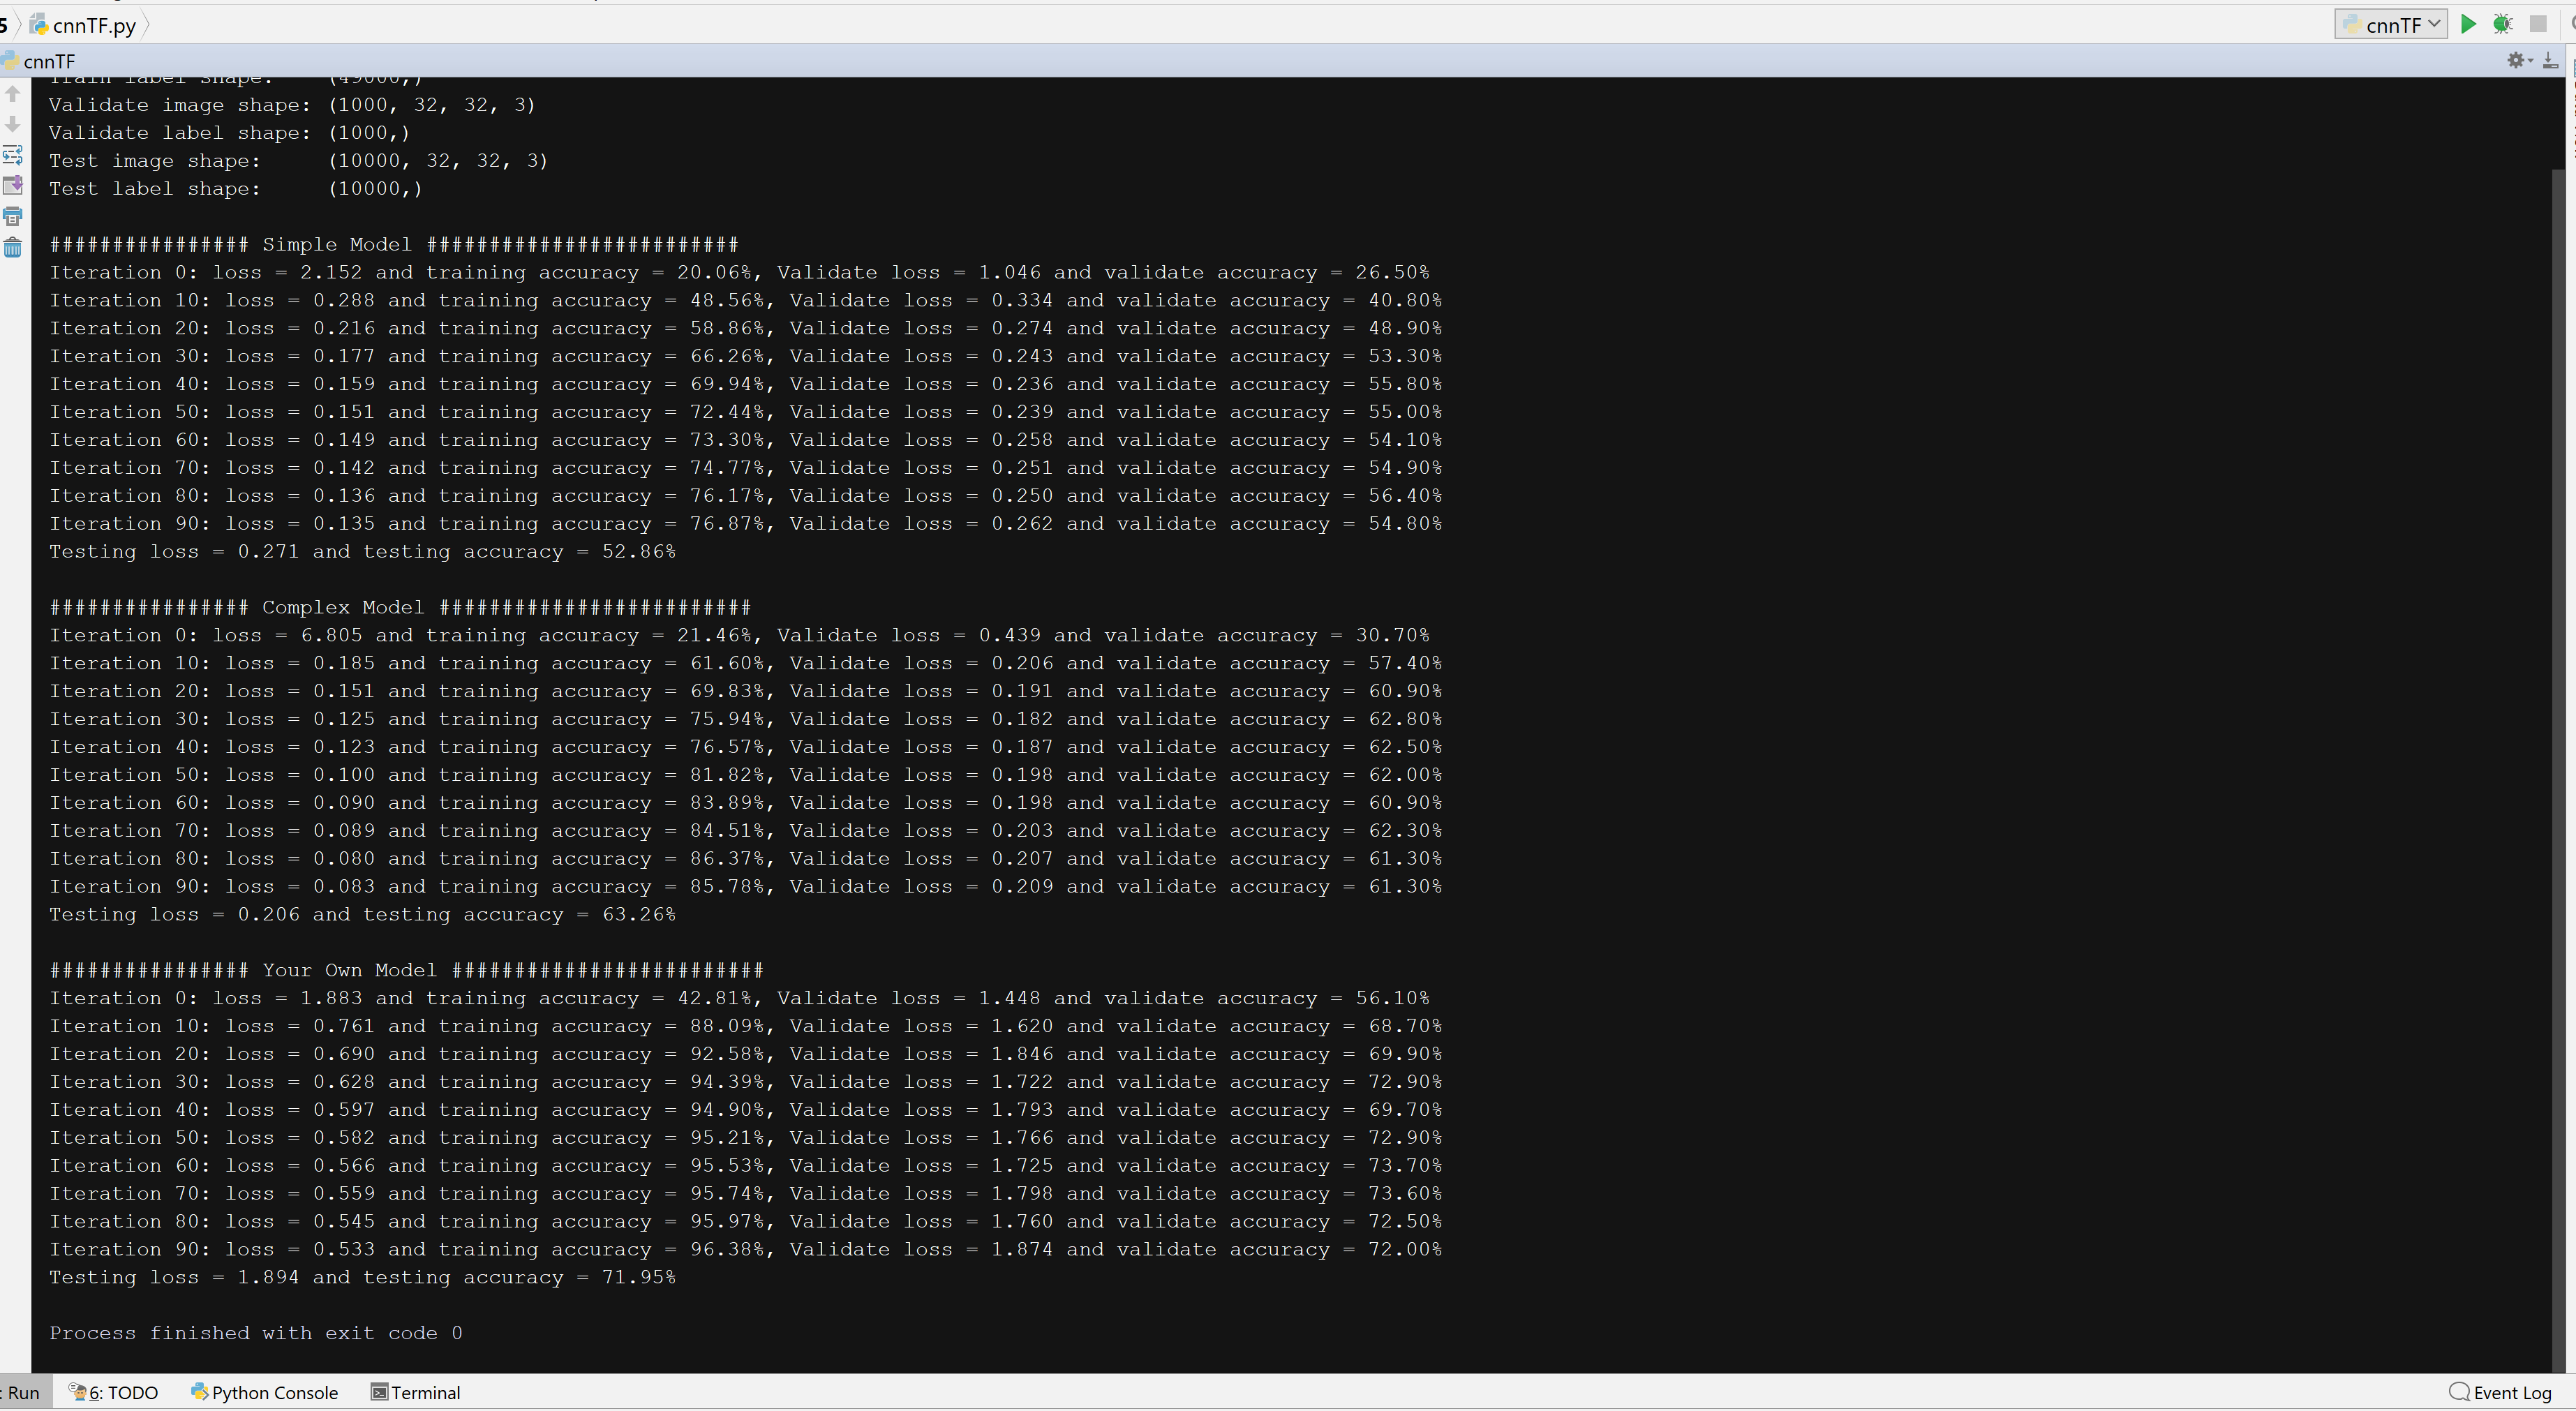 5 cnnTF.py cnnTF
cnnTF
Train label shape: (49000,)
Validate image shape: (1000, 32, 32, 3)
Validate label shape: (1000,)
Test image shape: (10000, 32, 32, 3)
Test label shape: (10000,)
################ Simple Model #########################
Iteration 0: loss = 2.152 and training accuracy = 20.06%, Validate loss = 1.046 and validate accuracy = 26.50%
Iteration 10: loss = 0.288 and training accuracy = 48.56%, Validate loss = 0.334 and validate accuracy = 40.80%
Iteration 20: loss = 0.216 and training accuracy = 58.86%, Validate loss = 0.274 and validate accuracy = 48.90%
Iteration 30: loss = 0.177 and training accuracy = 66.26%, Validate loss = 0.243 and validate accuracy = 53.30%
Iteration 40: loss = 0.159 and training accuracy = 69.94%, Validate loss = 0.236 and validate accuracy = 55.80%
Iteration 50: loss = 0.151 and training accuracy = 72.44%, Validate loss = 0.239 and validate accuracy = 55.00%
Iteration 60: loss = 0.149 and training accuracy = 73.30%, Validate loss = 0.258 and validate accuracy = 54.10%
Iteration 70: loss = 0.142 and training accuracy = 74.77%, Validate loss = 0.251 and validate accuracy = 54.90%
Iteration 80: loss = 0.136 and training accuracy = 76.17%, Validate loss = 0.250 and validate accuracy = 56.40%
Iteration 90: loss = 0.135 and training accuracy = 76.87%, Validate loss = 0.262 and validate accuracy = 54.80%
Testing loss = 0.271 and testing accuracy = 52.86%
################ Complex Model #########################
Iteration 0: loss = 6.805 and training accuracy = 21.46%, Validate loss = 0.439 and validate accuracy = 30.70%
Iteration 10: loss = 0.185 and training accuracy = 61.60%, Validate loss = 0.206 and validate accuracy = 57.40%
Iteration 20: loss = 0.151 and training accuracy = 69.83%, Validate loss = 0.191 and validate accuracy = 60.90%
Iteration 30: loss = 0.125 and training accuracy = 75.94%, Validate loss = 0.182 and validate accuracy = 62.80%
Iteration 40: loss = 0.123 and training accuracy = 76.57%, Validate loss = 0.187 and validate accuracy = 62.50%
Iteration 50: loss = 0.100 and training accuracy = 81.82%, Validate loss = 0.198 and validate accuracy = 62.00%
Iteration 60: loss = 0.090 and training accuracy = 83.89%, Validate loss = 0.198 and validate accuracy = 60.90%
Iteration 70: loss = 0.089 and training accuracy = 84.51%, Validate loss = 0.203 and validate accuracy = 62.30%
Iteration 80: loss = 0.080 and training accuracy = 86.37%, Validate loss = 0.207 and validate accuracy = 61.30%
Iteration 90: loss = 0.083 and training accuracy = 85.78%, Validate loss = 0.209 and validate accuracy = 61.30%
Testing loss = 0.206 and testing accuracy = 63.26%
################ Your Own Model #########################
Iteration 0: loss = 1.883 and training accuracy = 42.81%, Validate loss = 1.448 and validate accuracy = 56.10%
Iteration 10: loss = 0.761 and training accuracy = 88.09%, Validate loss = 1.620 and validate accuracy = 68.70%
Iteration 20: loss = 0.690 and training accuracy = 92.58%, Validate loss = 1.846 and validate accuracy = 69.90%
Iteration 30: loss = 0.628 and training accuracy = 94.39%, Validate loss = 1.722 and validate accuracy = 72.90%
Iteration 40: loss = 0.597 and training accuracy = 94.90%, Validate loss = 1.793 and validate accuracy = 69.70%
Iteration 50: loss = 0.582 and training accuracy = 95.21%, Validate loss = 1.766 and validate accuracy = 72.90%
Iteration 60: loss = 0.566 and training accuracy = 95.53%, Validate loss = 1.725 and validate accuracy = 73.70%
Iteration 70: loss = 0.559 and training accuracy = 95.74%, Validate loss = 1.798 and validate accuracy = 73.60%
Iteration 80: loss = 0.545 and training accuracy = 95.97%, Validate loss = 1.760 and validate accuracy = 72.50%
Iteration 90: loss = 0.533 and training accuracy = 96.38%, Validate loss = 1.874 and validate accuracy = 72.00%
Testing loss = 1.894 and testing accuracy = 71.95%
Process finished with exit code 0
: Run 6: TODO Python Console Terminal Event Log